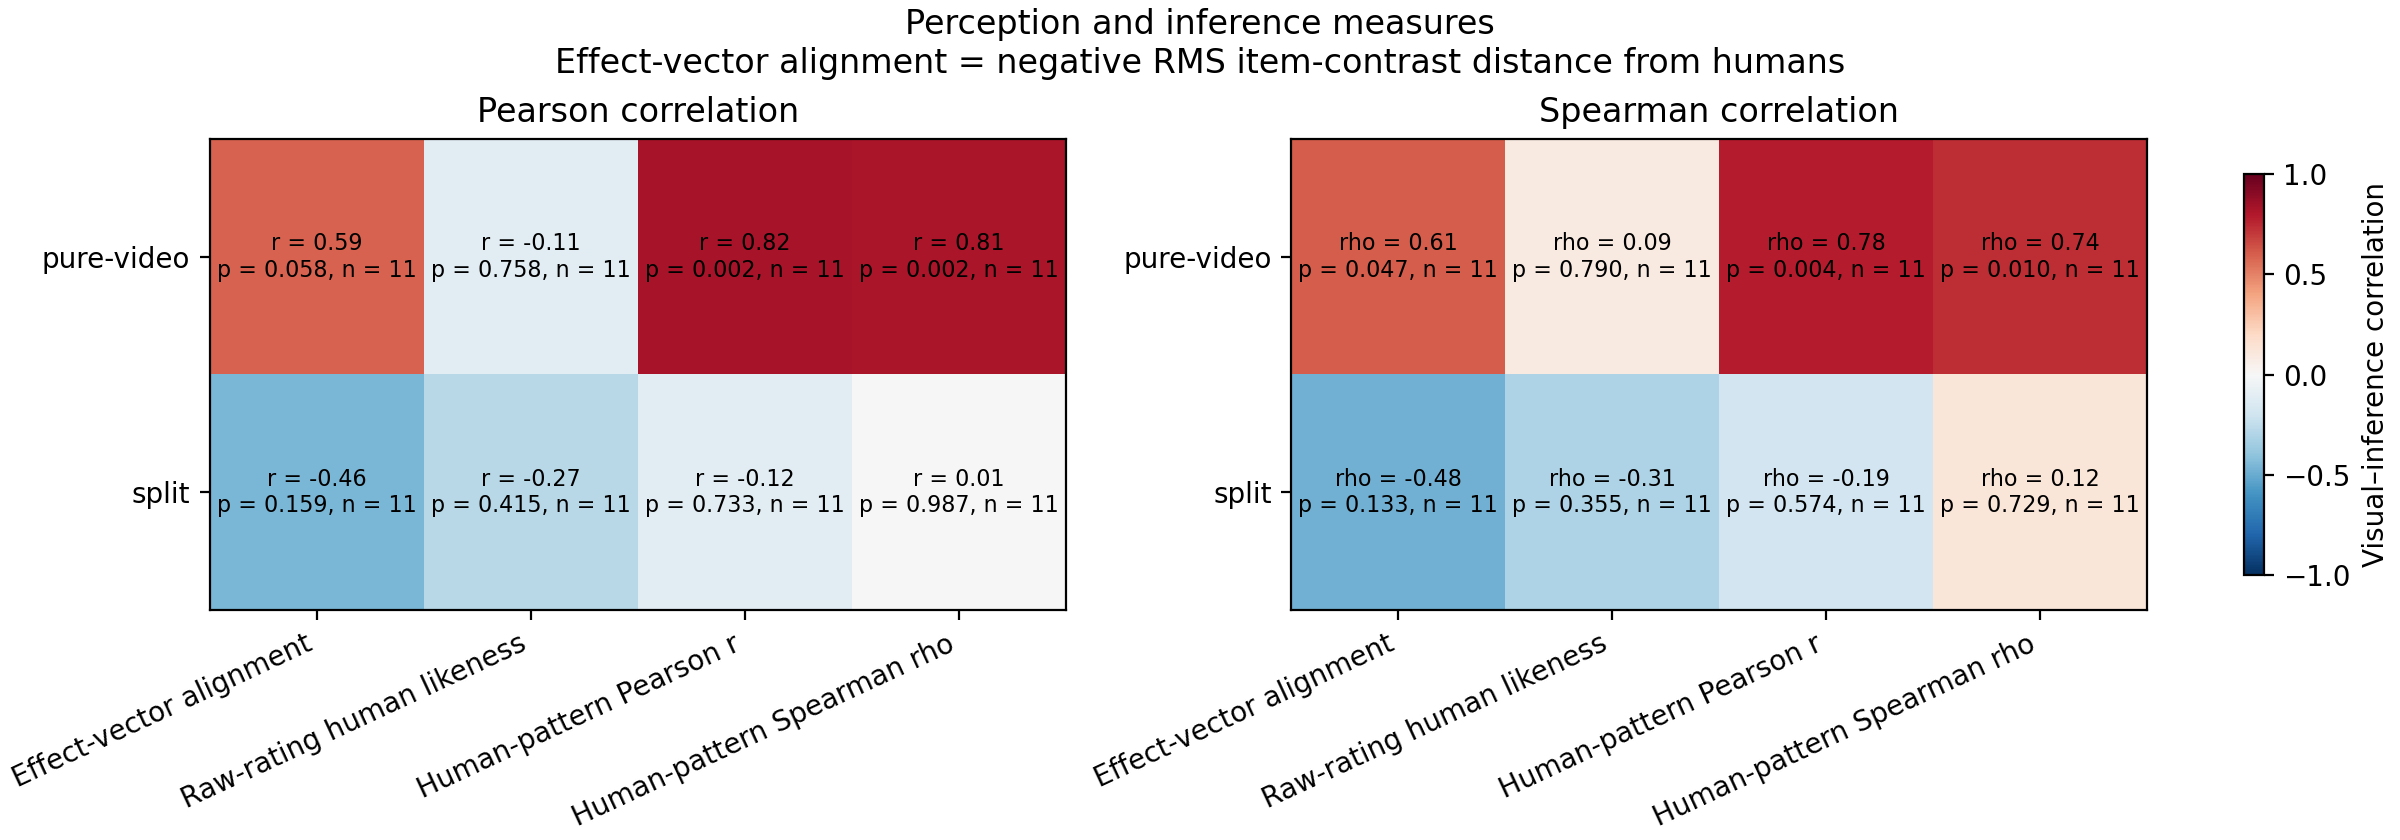 Perception and inference measures
Effect-vector alignment = negative RMS item-contrast distance from humans
Pearson correlation
pure-video
r = 0.59
p = 0.058, n = 11
r = -0.11
p = 0.758, n = 11
r = 0.82
p = 0.002, n = 11
r = 0.81
p = 0.002, n = 11
split
r = -0.46
p = 0.159, n = 11
r = -0.27
p = 0.415, n = 11
r = -0.12
p = 0.733, n = 11
r = 0.01
p = 0.987, n = 11
Effect-vector alignment
Raw-rating human likeness
Human-pattern Pearson r
Human-pattern Spearman rho
Spearman correlation
pure-video
rho = 0.61
p = 0.047, n = 11
rho = 0.09
p = 0.790, n = 11
rho = 0.78
p = 0.004, n = 11
rho = 0.74
p = 0.010, n = 11
split
rho = -0.48
p = 0.133, n = 11
rho = -0.31
p = 0.355, n = 11
rho = -0.19
p = 0.574, n = 11
rho = 0.12
p = 0.729, n = 11
Effect-vector alignment
Raw-rating human likeness
Human-pattern Pearson r
Human-pattern Spearman rho
1.0
0.5
0.0
−0.5
−1.0
Visual–inference correlation